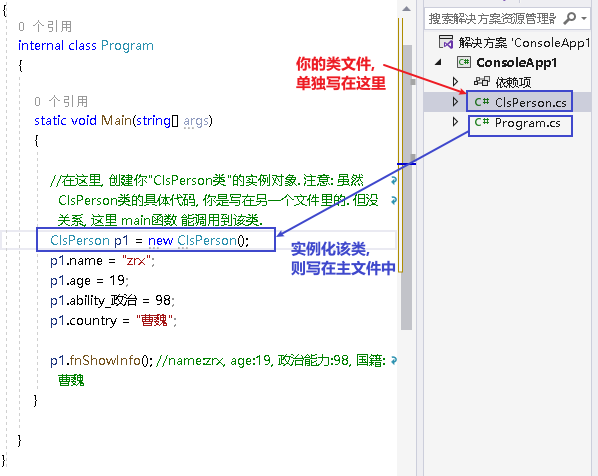 {
0 个引用
internal class Program
{
0 个引用
static void Main(string[] args)
{
//在这里, 创建你"ClsPerson类"的实例对象. 注意: 虽然
ClsPerson类的具体代码, 你是写在另一个文件里的. 但没
关系, 这里 main函数 能调用到该类.
ClsPerson p1 = new ClsPerson();
p1.name = "zrx";
p1.age = 19;
p1.ability_政治 = 98;
p1.country = "曹魏";
p1.fnShowInfo(); //name:zrx, age:19, 政治能力:98, 国籍:
曹魏
}
}
}
你的类文件,
单独写在这里
实例化该类,
则写在主文件中
搜索解决方案资源管理器
解决方案 'ConsoleApp1
C# ConsoleApp1
依赖项
C# ClsPerson.cs
C# Program.cs